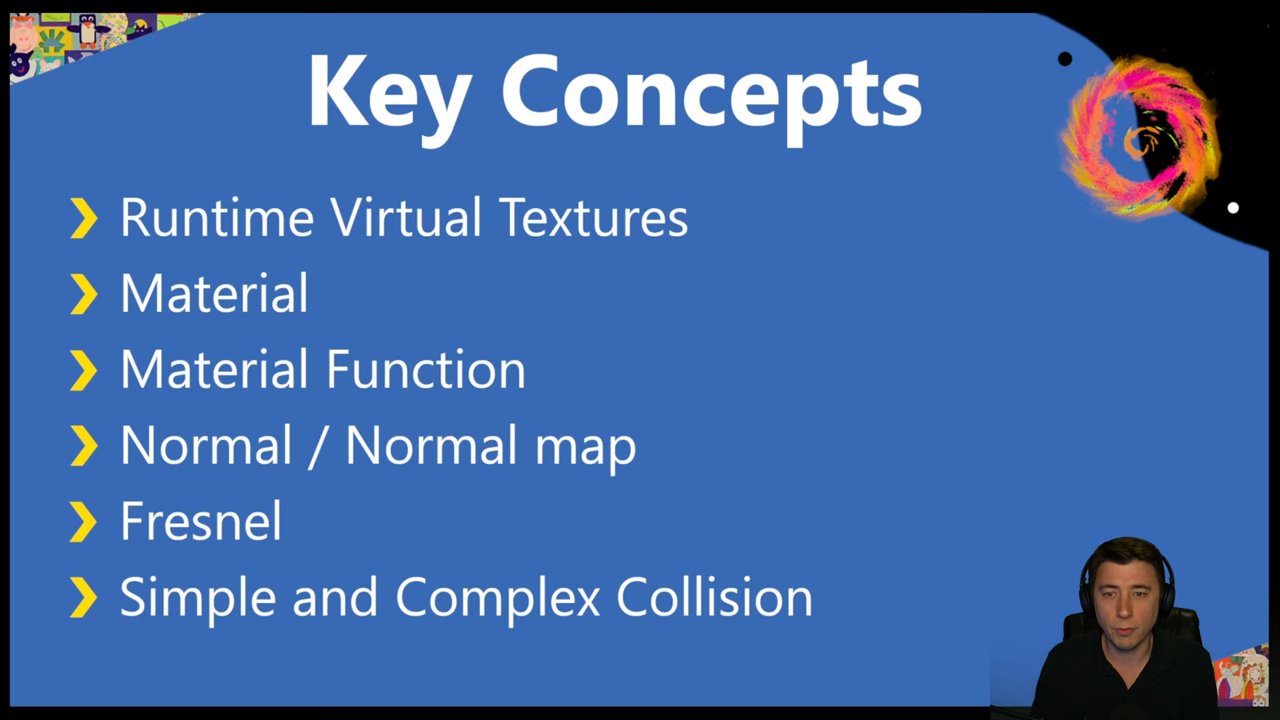 Key Concepts
Runtime Virtual Textures
Material
Material Function
Normal / Normal map
Fresnel
Simple and Complex Collision